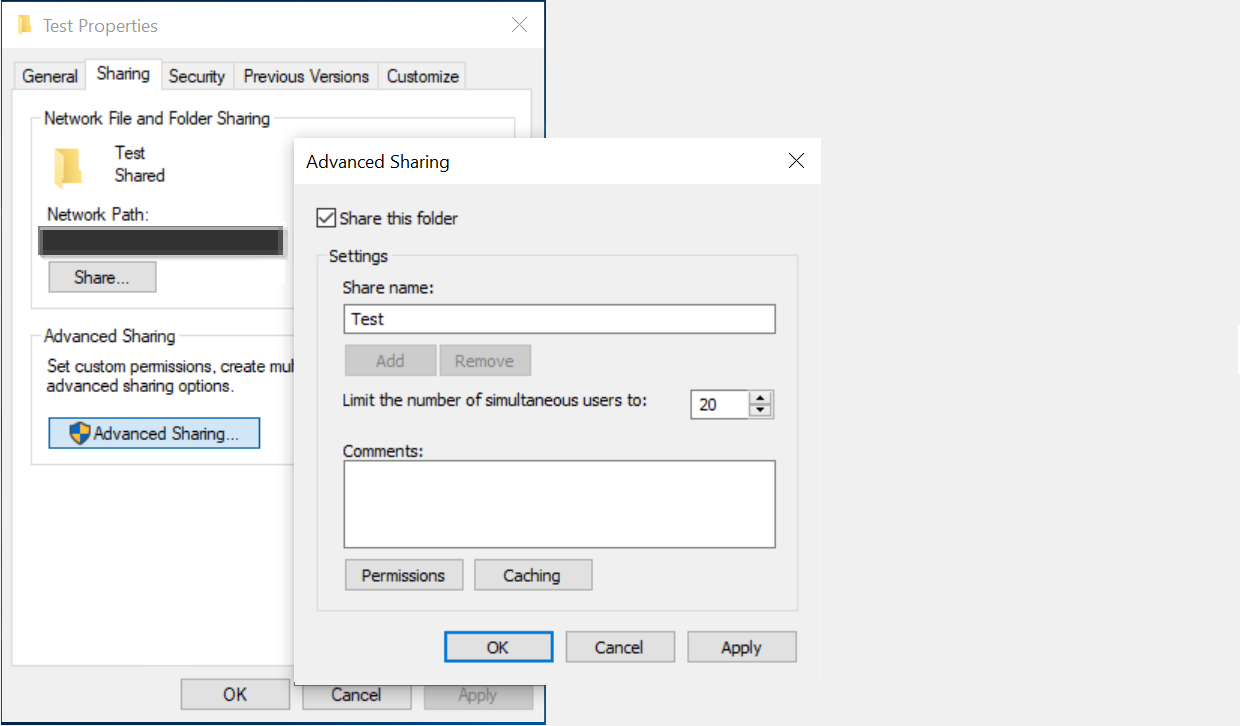 Test Properties
General Sharing Security Previous Versions Customize
Network File and Folder Sharing
Test
Shared
Network Path:
Share...
Advanced Sharing
Set custom permissions, create mul
advanced sharing options.
Advanced Sharing...
OK Cancel Apply
Advanced Sharing
Share this folder
Settings
Share name:
Test
Add Remove
Limit the number of simultaneous users to: 20
Comments:
Permissions Caching
OK Cancel Apply